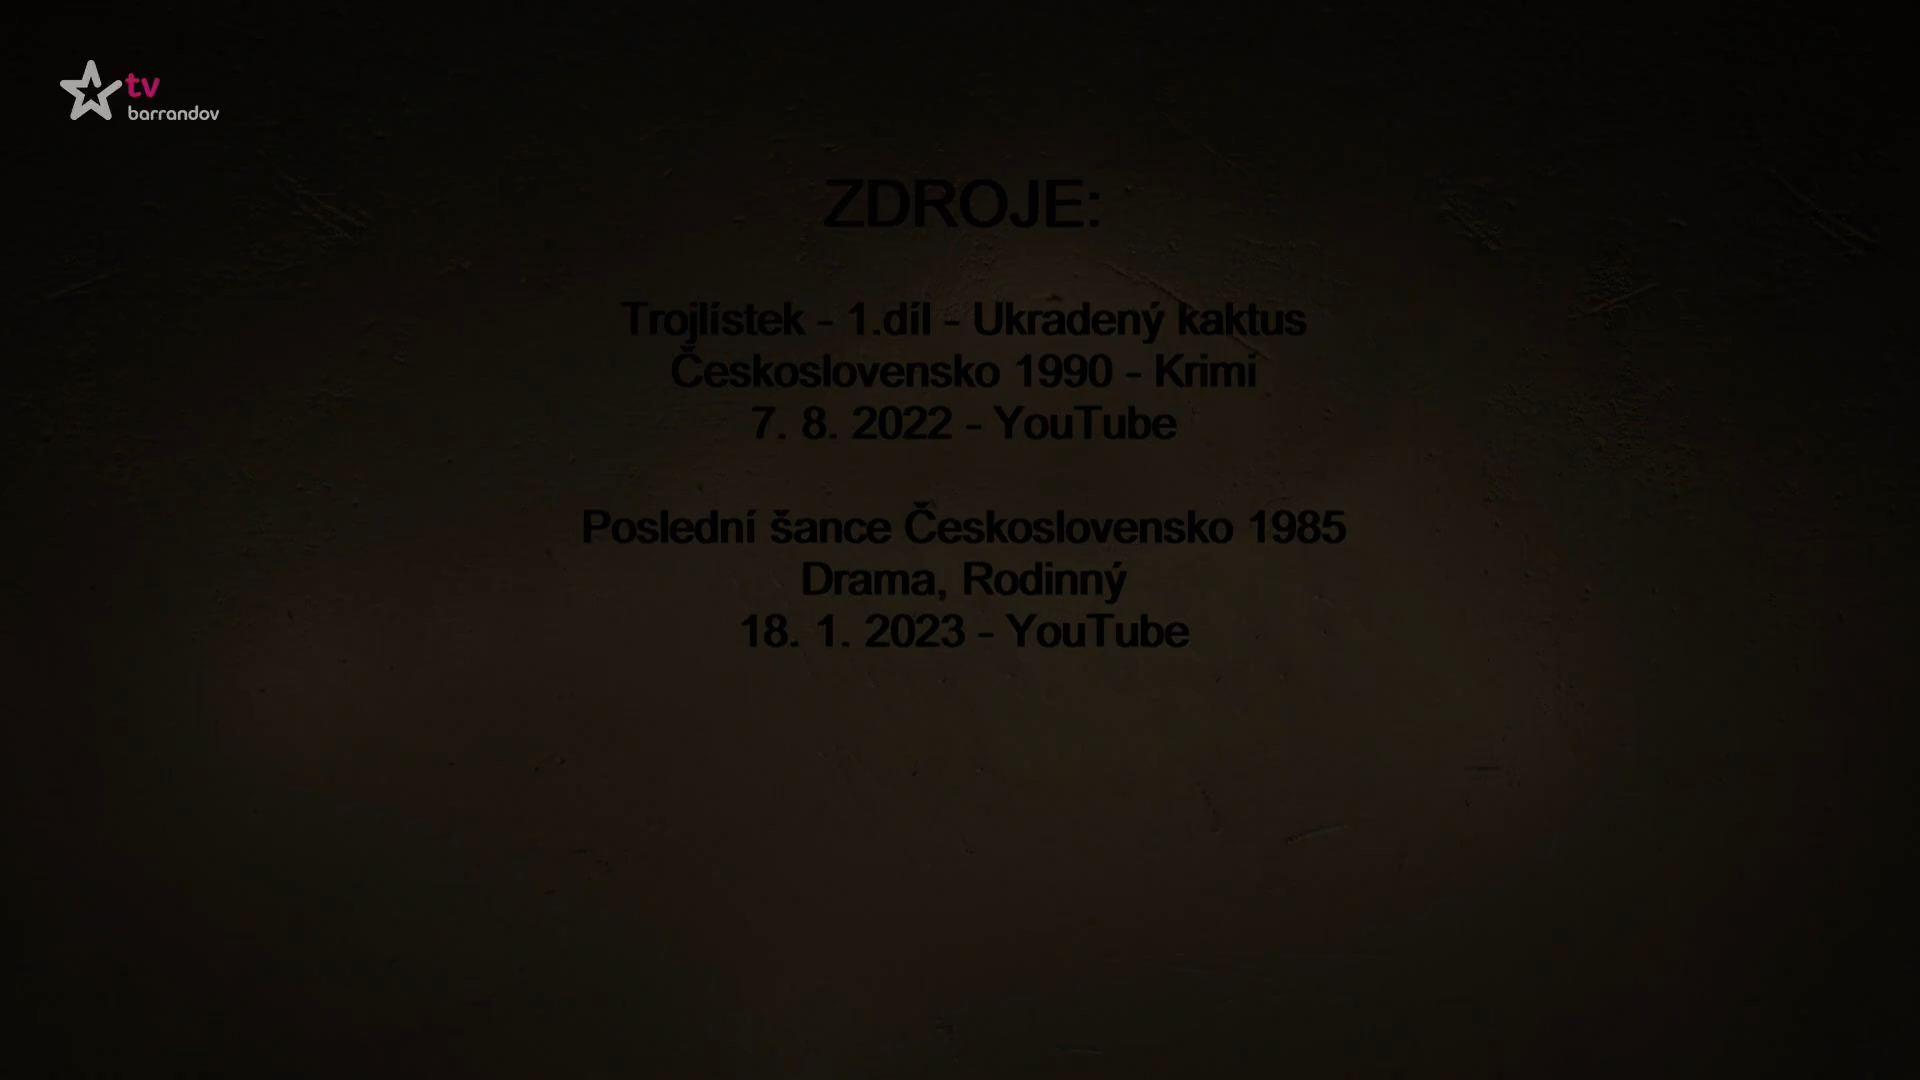 tv
barrandov
ZDROJE:
Trojlístek - 1.díl - Ukradený kaktus
Československo 1990 - Krimi
7. 8. 2022 - YouTube
Poslední šance Československo 1985
Drama, Rodinný
18. 1. 2023 - YouTube